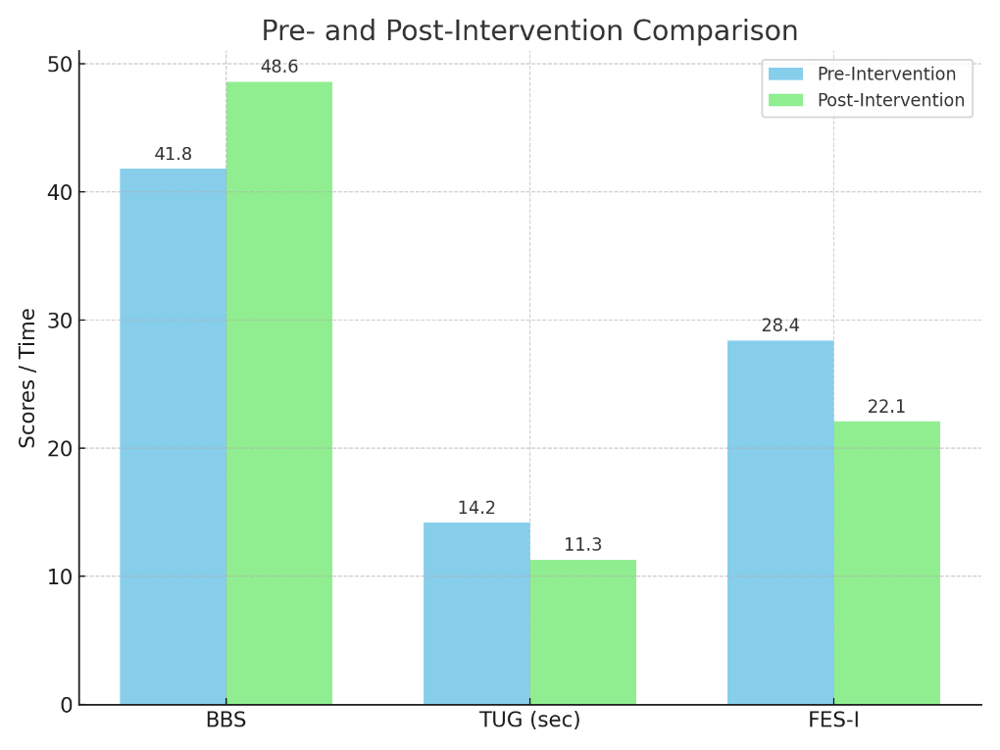 Pre- and Post-Intervention Comparison
Pre-Intervention
Post-Intervention
Scores / Time
50
40
30
20
10
0
41.8
48.6
14.2
11.3
28.4
22.1
BBS
TUG (sec)
FES-I